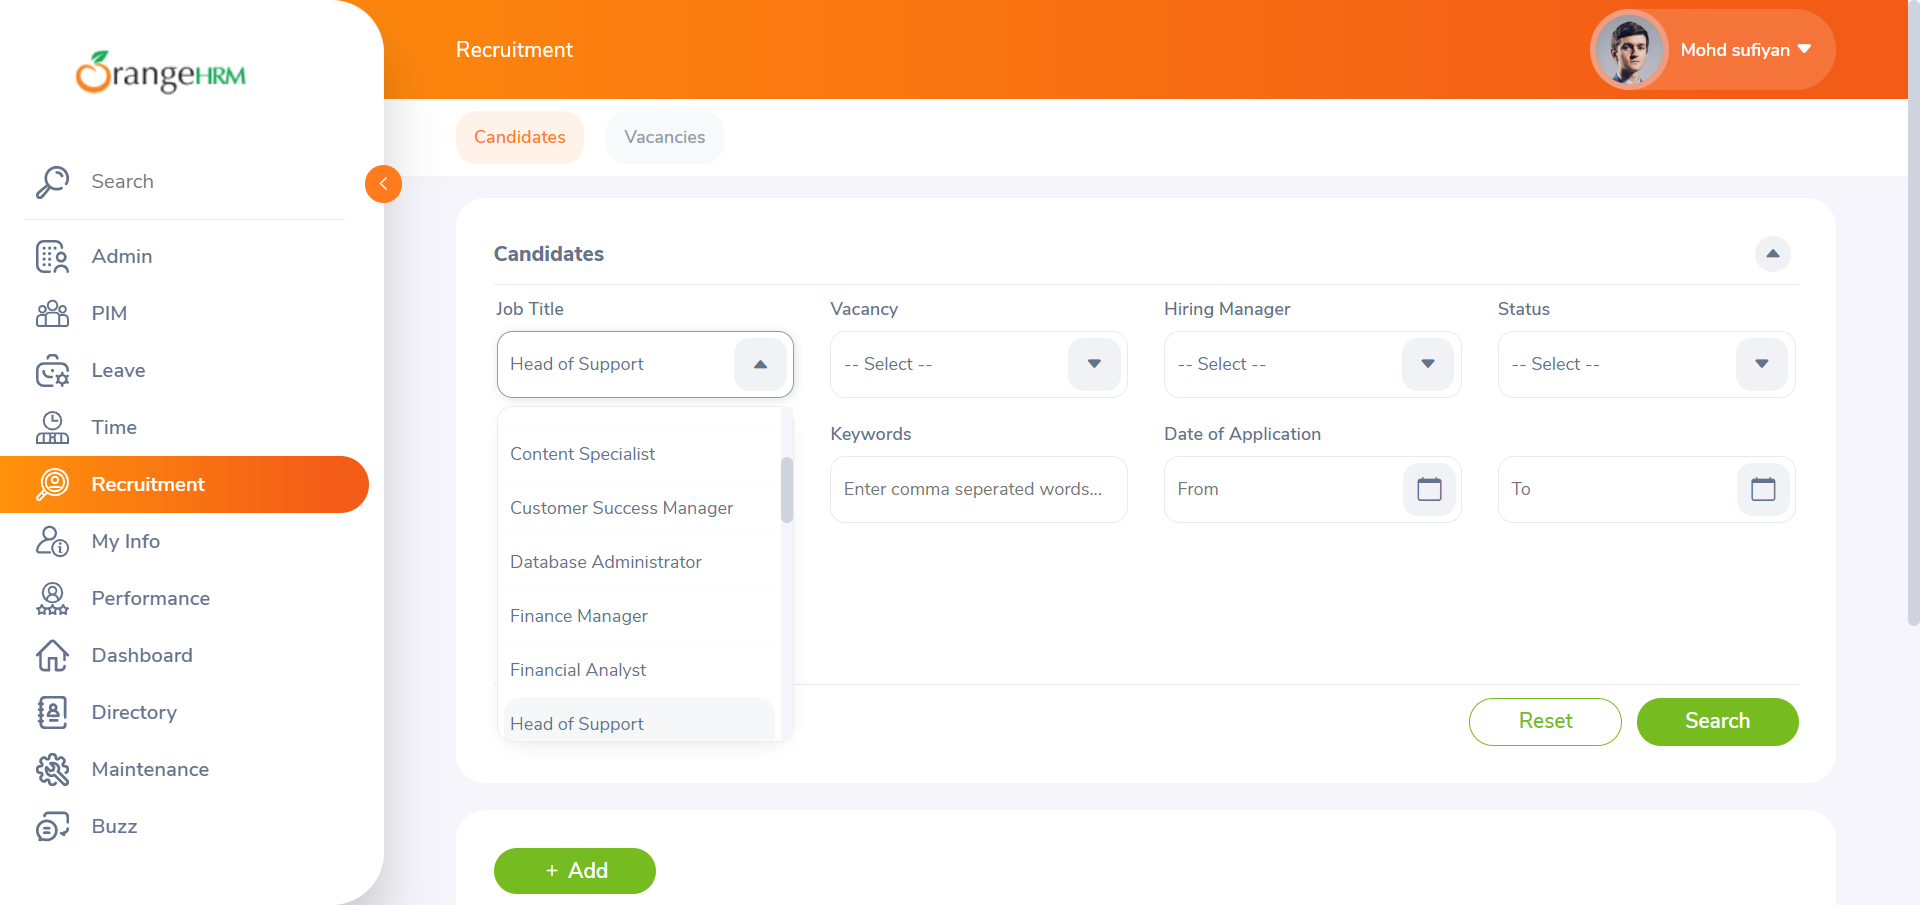 OrangeHRM
Recruitment
Mohd sufiyan
Candidates
Vacancies
Search
Admin
PIM
Leave
Time
Recruitment
My Info
Performance
Dashboard
Directory
Maintenance
Buzz
Candidates
Job Title
Vacancy
Hiring Manager
Status
Head of Support
-- Select --
-- Select --
-- Select --
Content Specialist
Customer Success Manager
Database Administrator
Finance Manager
Financial Analyst
Head of Support
Keywords
Date of Application
Enter comma seperated words...
From
To
Reset
Search
+ Add